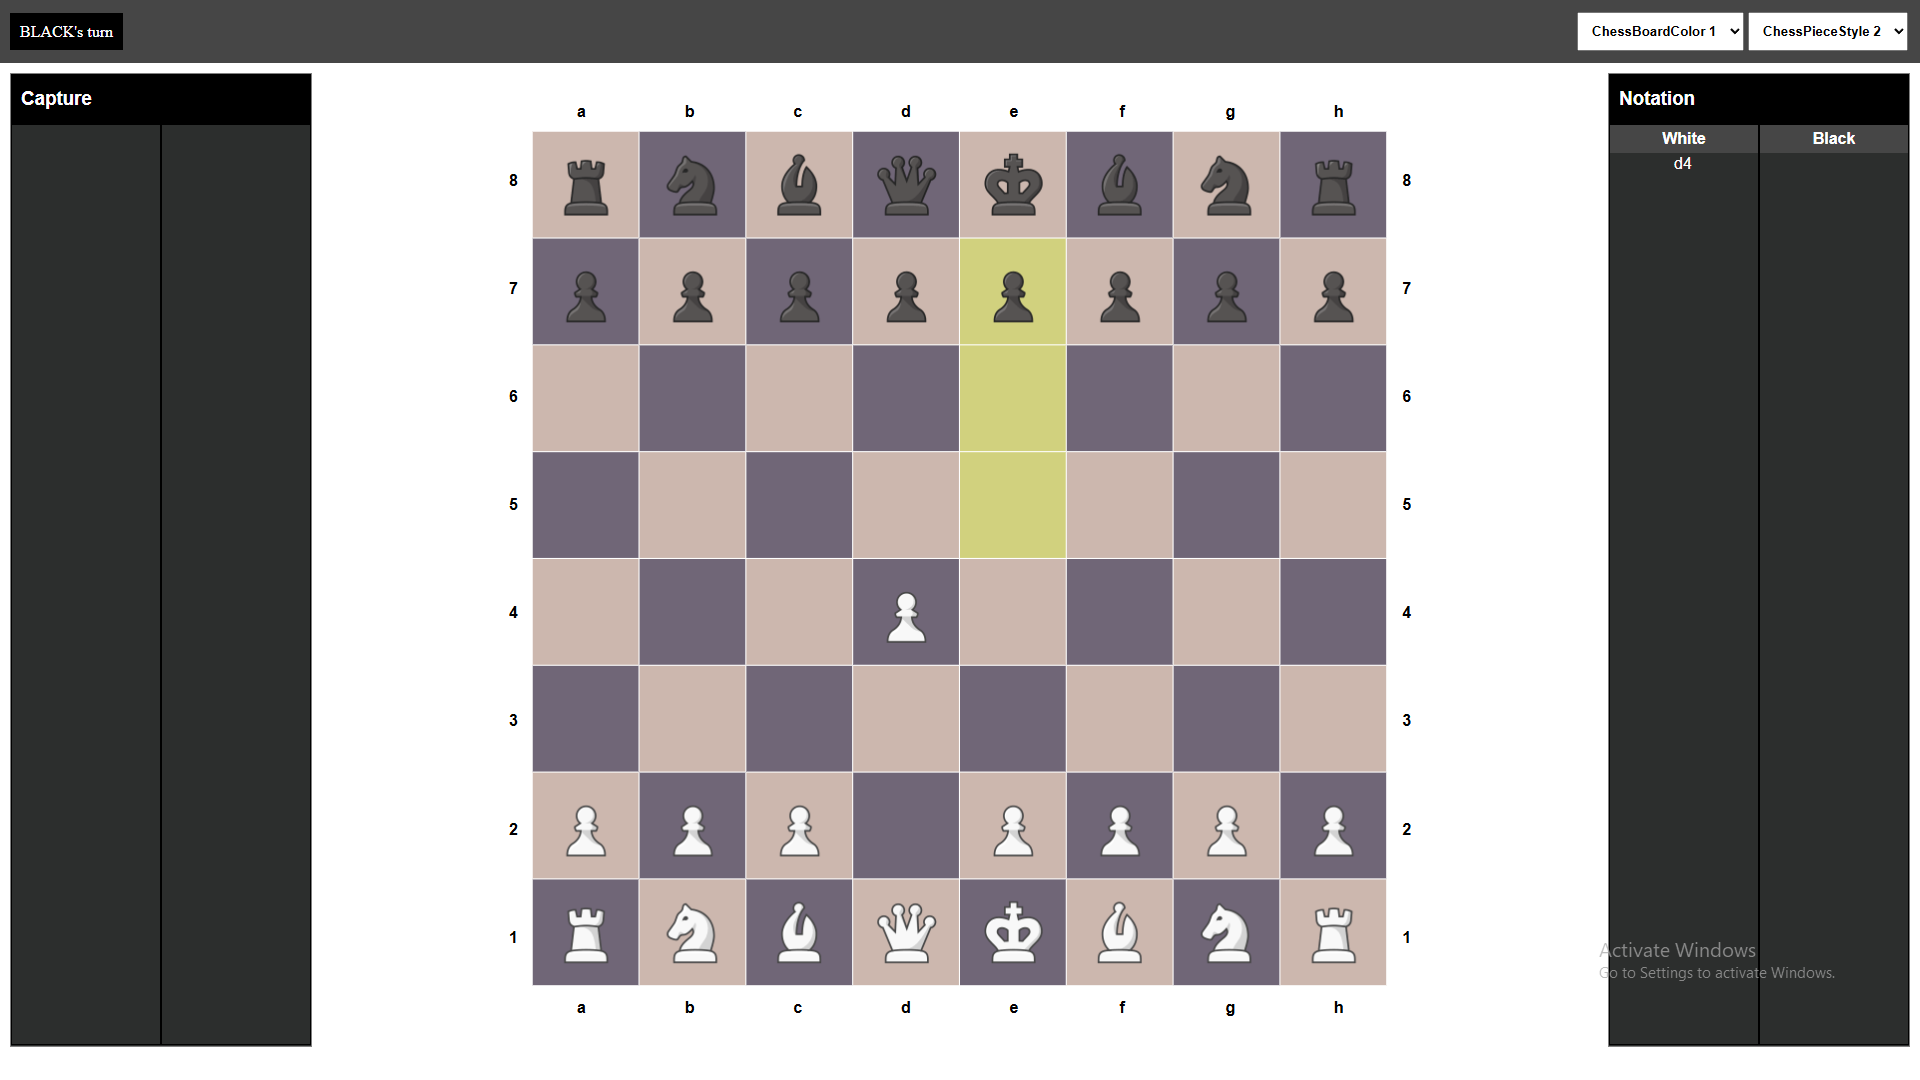 BLACK's turn
ChessBoardColor 1
ChessPieceStyle 2
Capture
Notation
White Black
d4
a b c d e f g h
8 8
7 7
6 6
5 5
4 4
3 3
2 2
1 1
a b c d e f g h
Activate Windows
Go to Settings to activate Windows.